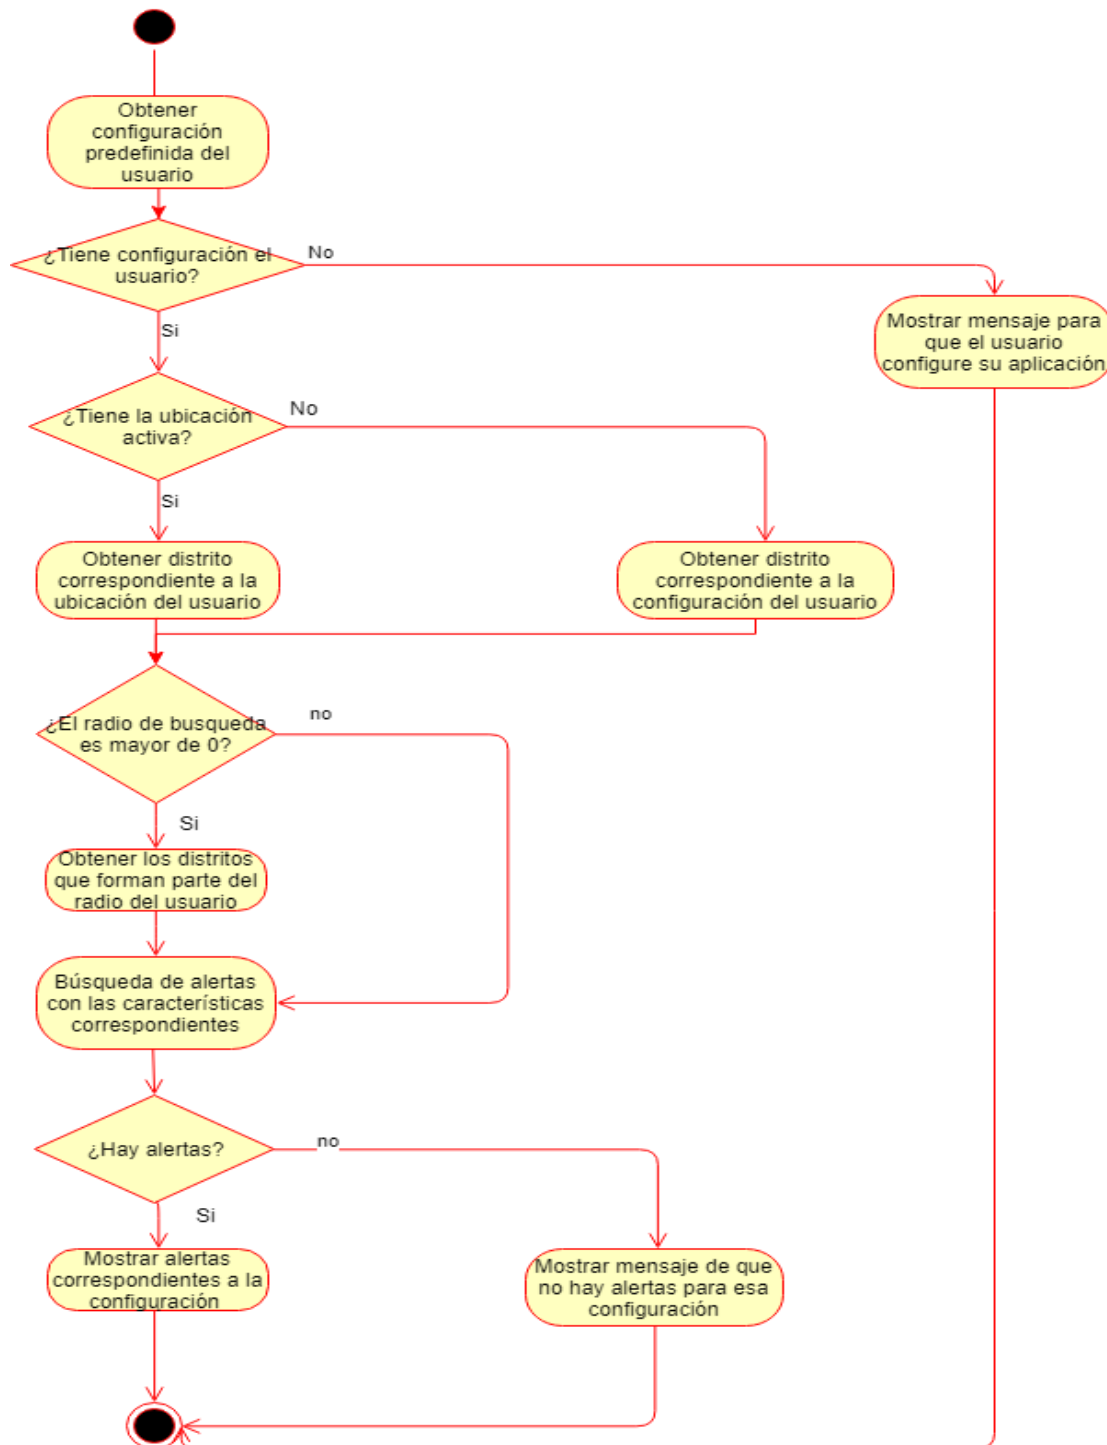 Obtener
configuración
predefinida del
usuario
¿Tiene configuración el
usuario?
No
Si
Mostrar mensaje para
que el usuario
configure su aplicación
¿Tiene la ubicación
activa?
No
Si
Obtener distrito
correspondiente a la
ubicación del usuario
Obtener distrito
correspondiente a la
configuración del usuario
¿El radio de busqueda
es mayor de 0?
no
Si
Obtener los distritos
que forman parte del
radio del usuario
Búsqueda de alertas
con las características
correspondientes
¿Hay alertas?
no
Si
Mostrar alertas
correspondientes a la
configuración
Mostrar mensaje de que
no hay alertas para esa
configuración